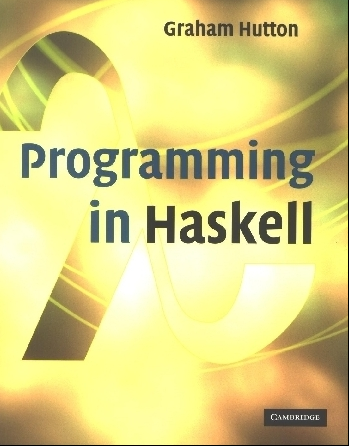 Graham Hutton
Programming
in Haskell
CAMBRIDGE